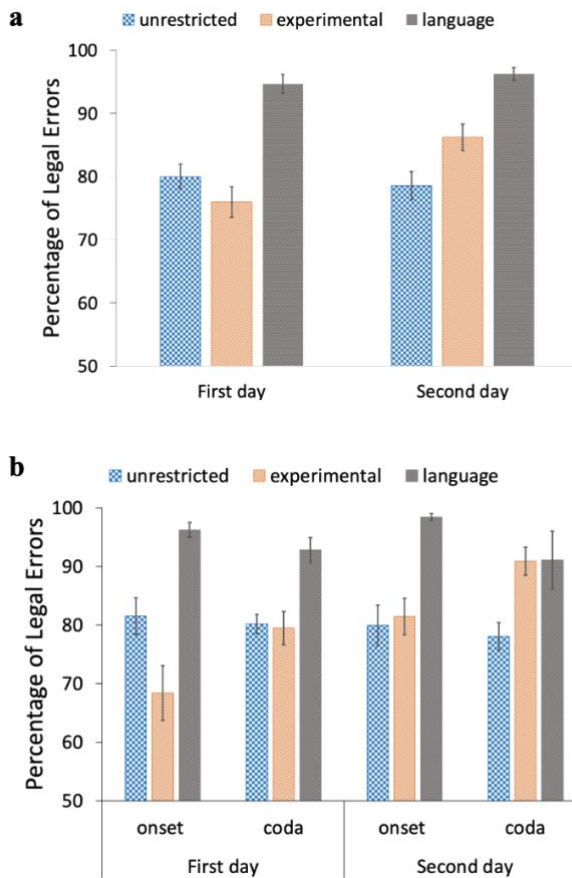 a
unrestricted experimental language
Percentage of Legal Errors
100
90
80
70
60
50
First day Second day
b
unrestricted experimental language
Percentage of Legal Errors
100
90
80
70
60
50
onset coda onset coda
First day Second day